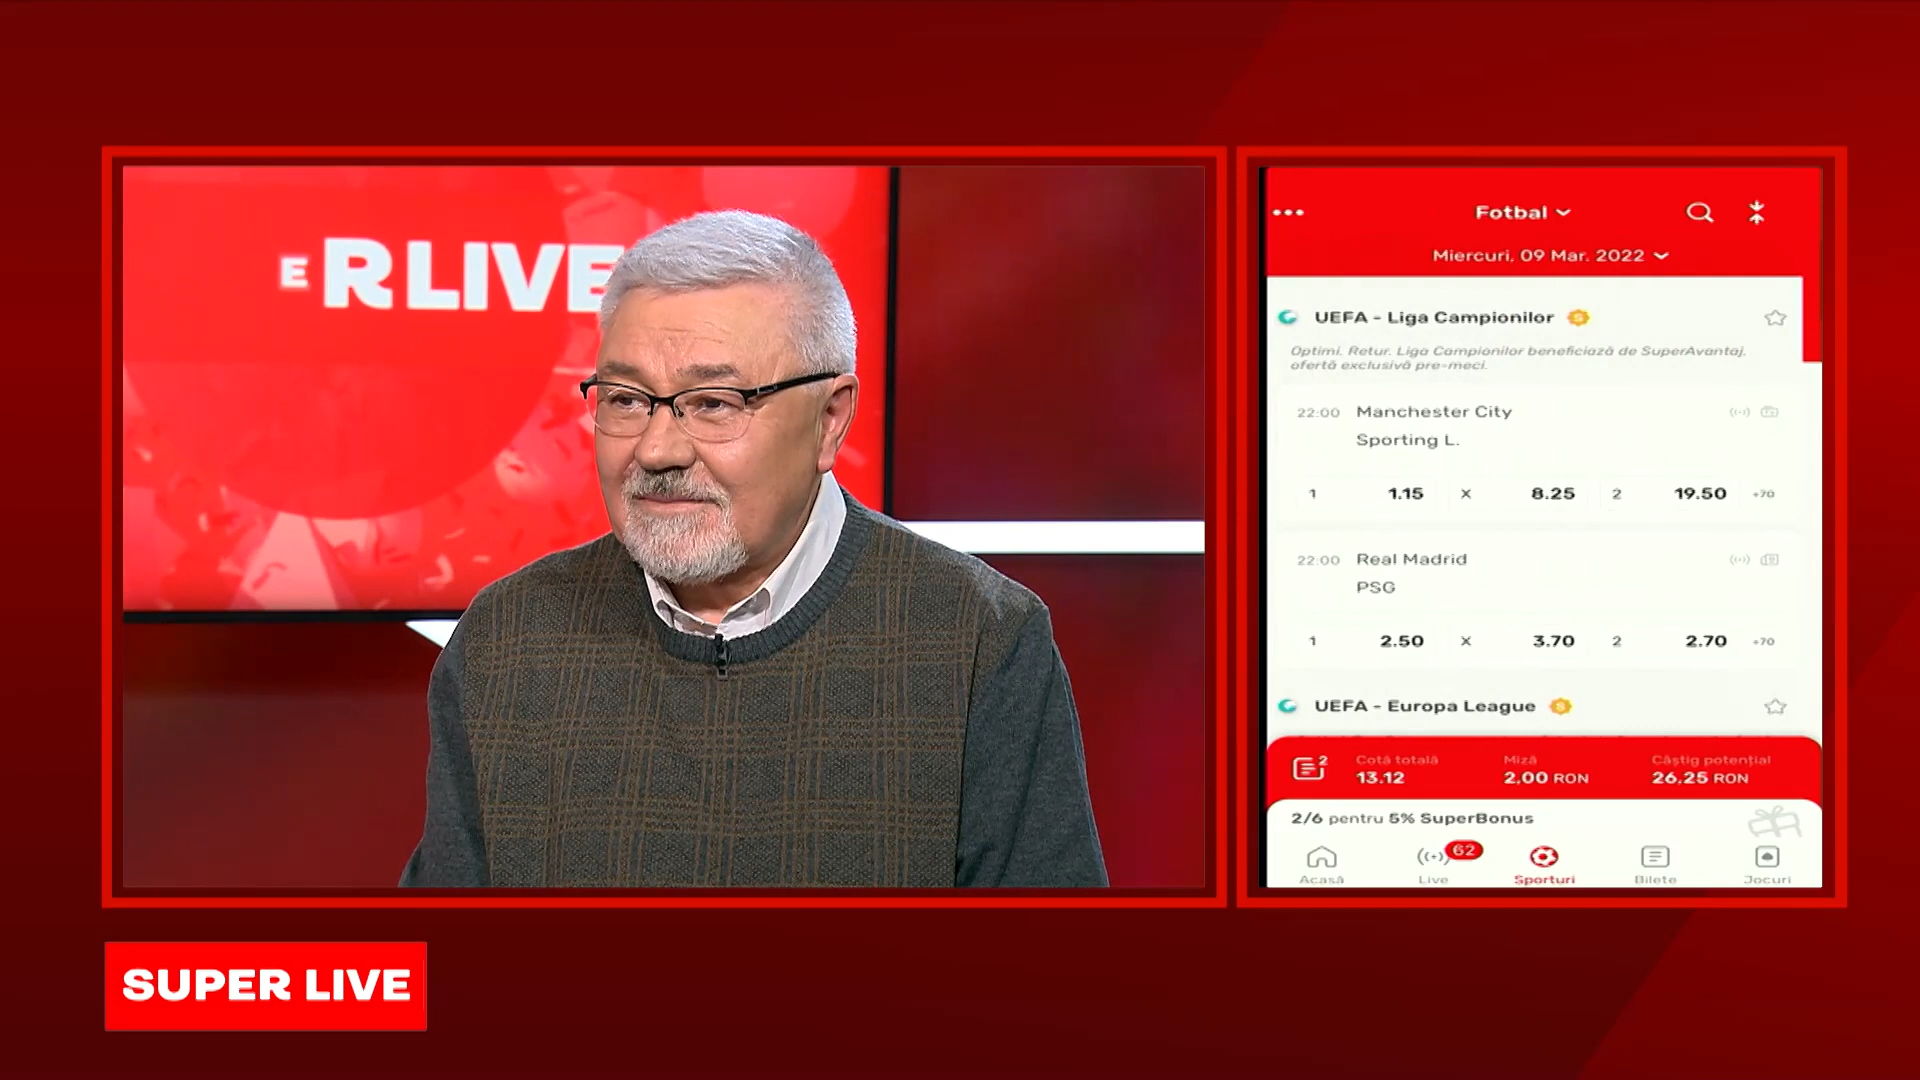 E R LIVE
Fotbal
Miercuri, 09 Mar. 2022
UEFA - Liga Campionilor
Optimi. Retur. Liga Campionilor beneficiază de SuperAvantaj,
ofertă exclusivă pre-meci.
22:00 Manchester City
Sporting L.
1 1.15 X 8.25 2 19.50 +70
22:00 Real Madrid
PSG
1 2.50 X 3.70 2 2.70 +70
UEFA - Europa League
2 Cotă totală Miză Câștig potențial
13.12 2,00 RON 26,25 RON
2/6 pentru 5% SuperBonus
62
Acasă Live Sporturi Bilete Jocuri
SUPER LIVE